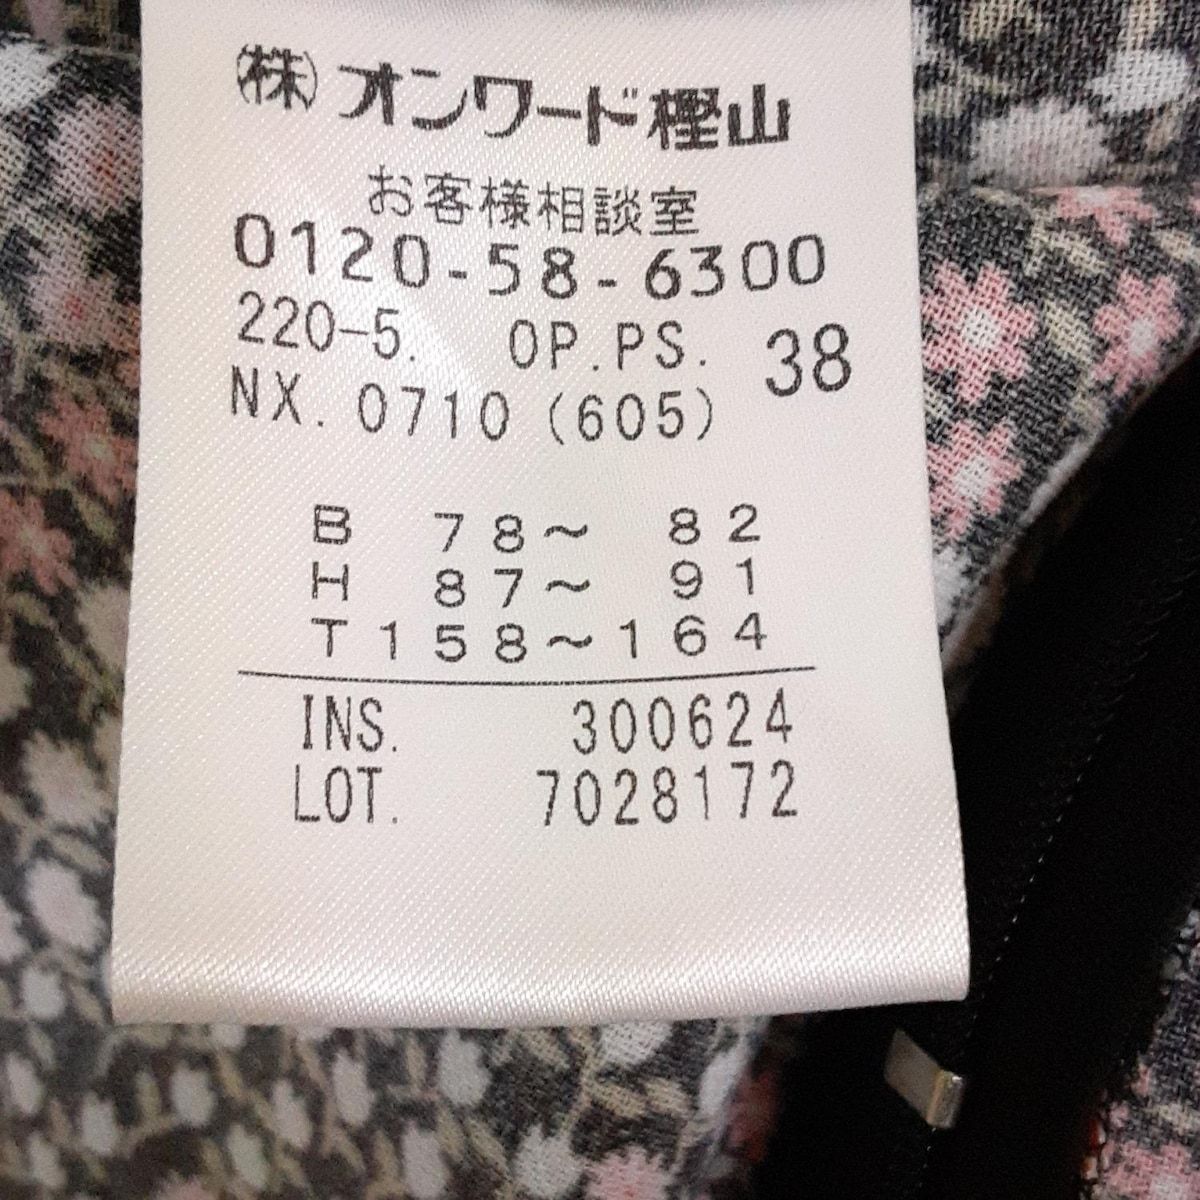 (株)オンワード樫山
お客様相談室
0120-58-6300
220-5. OP.PS. 38
NX. 0710 (605)
B 78～ 82
H 87～ 91
T158～164
INS. 300624
LOT. 7028172